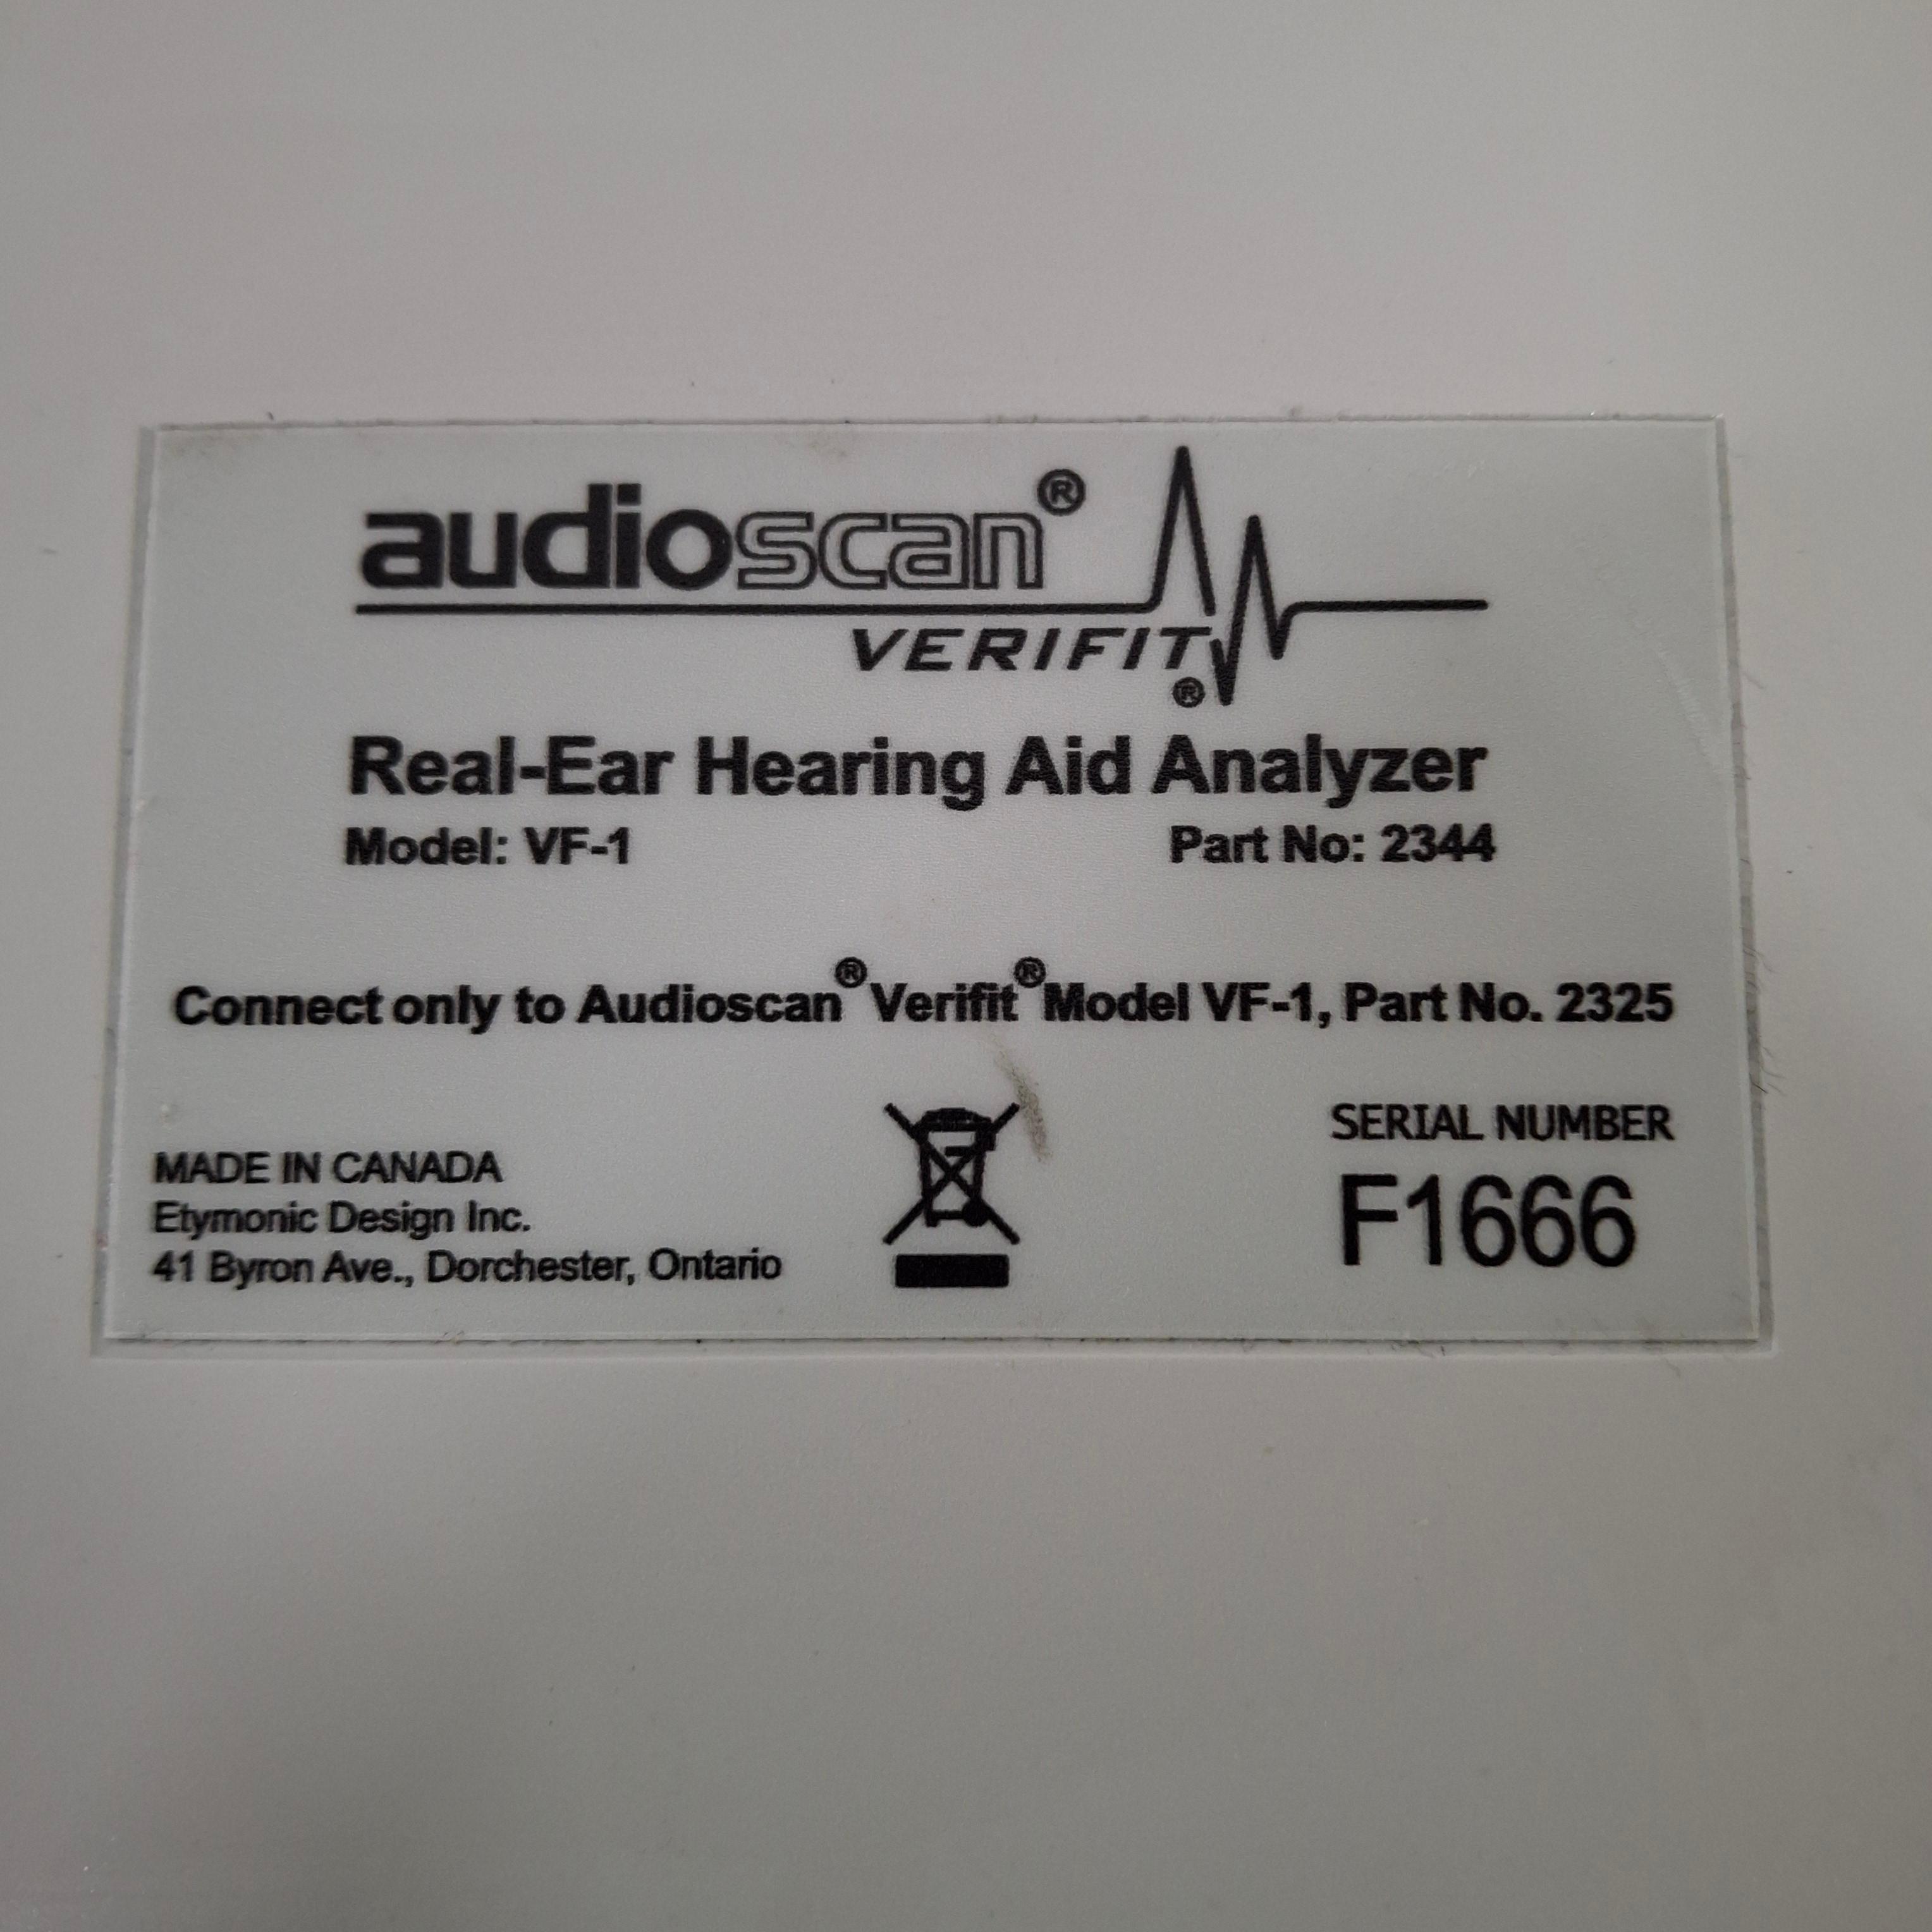 audioscan®
VERIFIT®
Real-Ear Hearing Aid Analyzer
Model: VF-1 Part No: 2344
Connect only to Audioscan® Verifit® Model VF-1, Part No. 2325
MADE IN CANADA
Etymonic Design Inc.
41 Byron Ave., Dorchester, Ontario
SERIAL NUMBER
F1666